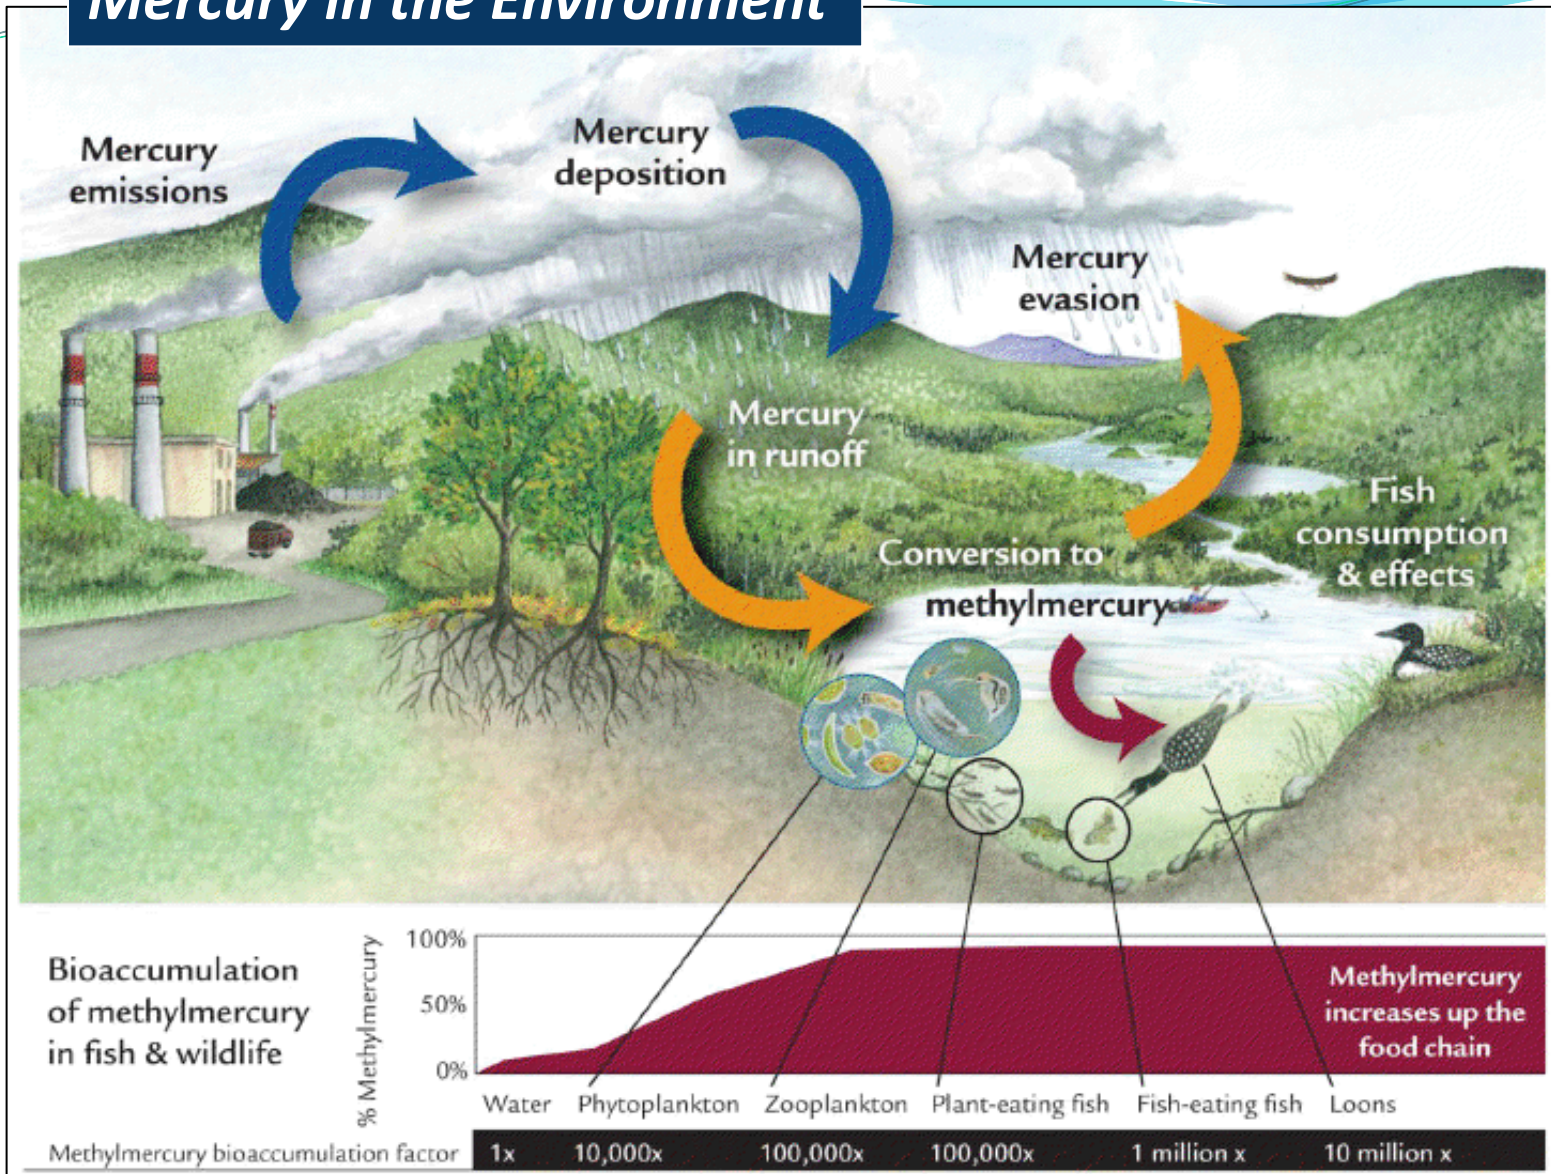 Mercury in the Environment
Mercury
emissions
Mercury
deposition
Mercury
evasion
Mercury
in runoff
Fish
consumption
& effects
Conversion to
methylmercury
Bioaccumulation
of methylmercury
in fish & wildlife
% Methylmercury
100%
50%
0%
Methylmercury
increases up the
food chain
Water Phytoplankton Zooplankton Plant-eating fish Fish-eating fish Loons
Methylmercury bioaccumulation factor 1x 10,000x 100,000x 100,000x 1 million x 10 million x